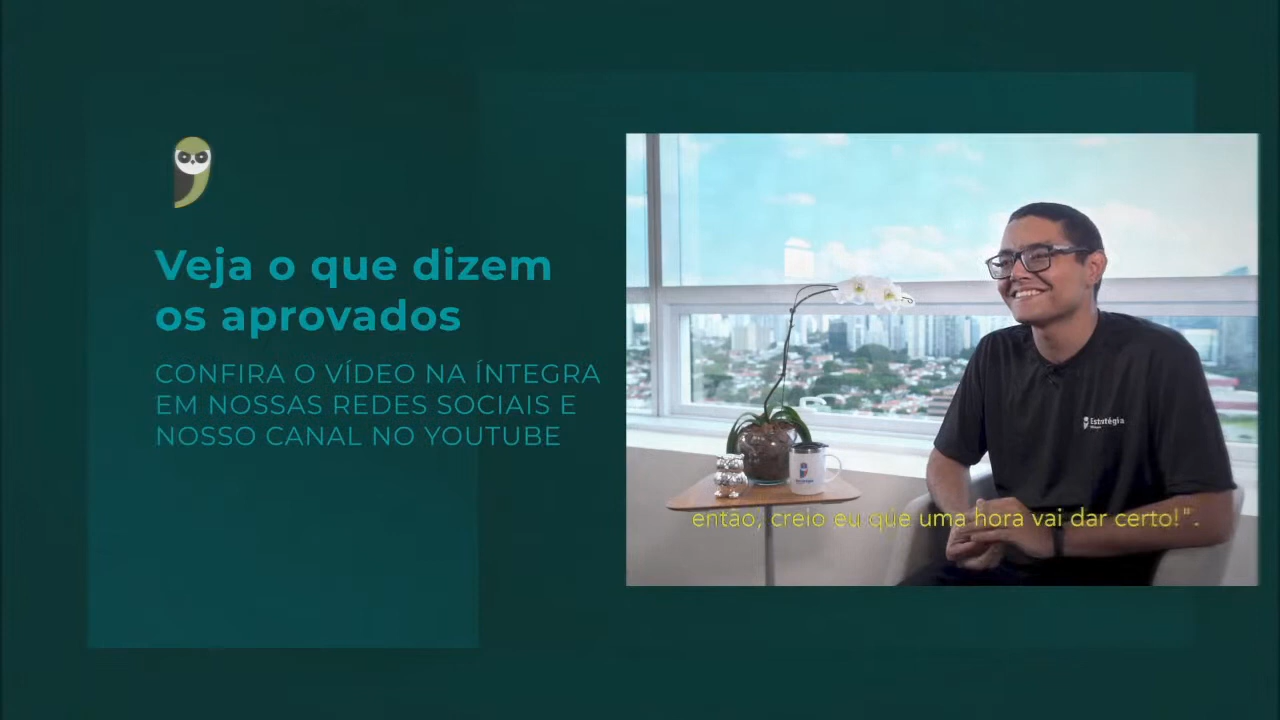 Veja o que dizem
os aprovados
CONFIRA O VÍDEO NA ÍNTEGRA
EM NOSSAS REDES SOCIAIS E
NOSSO CANAL NO YOUTUBE
Estratégia
então, creio eu que uma hora vai dar certo!".